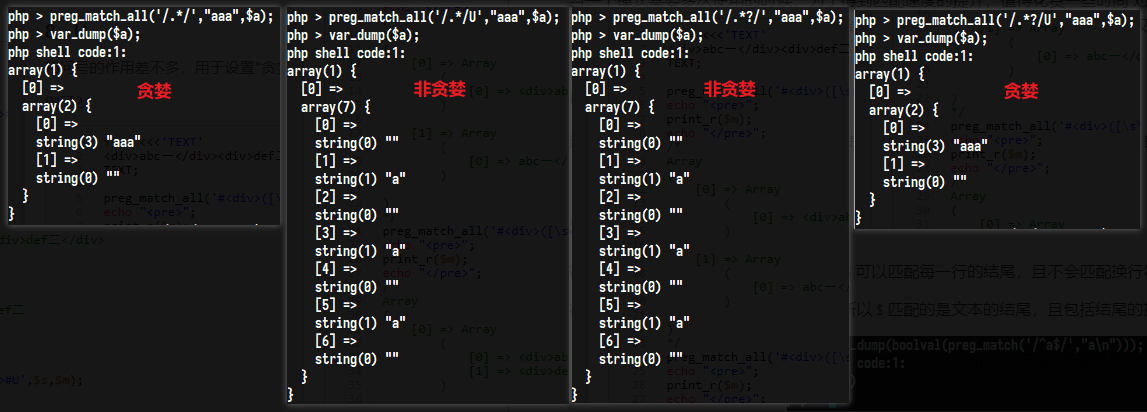 php > preg_match_all('/.*/',"aaa",$a);
php > var_dump($a);
php shell code:1:
array(1) {
[0] =>
贪婪
array(2) {
[0] =>
string(3) "aaa"
[1] =>
string(0) ""
}
}
php > preg_match_all('/.*/U',"aaa",$a);
php > var_dump($a);
php shell code:1:
array(1) {
[0] =>
非贪婪
array(7) {
[0] =>
string(0) ""
[1] =>
string(1) "a"
[2] =>
string(0) ""
[3] =>
string(1) "a"
[4] =>
string(0) ""
[5] =>
string(1) "a"
[6] =>
string(0) ""
}
}
php > preg_match_all('/.*?/',"aaa",$a);
php > var_dump($a);
php shell code:1:
array(1) {
[0] =>
非贪婪
array(7) {
[0] =>
string(0) ""
[1] =>
string(1) "a"
[2] =>
string(0) ""
[3] =>
string(1) "a"
[4] =>
string(0) ""
[5] =>
string(1) "a"
[6] =>
string(0) ""
}
}
php > preg_match_all('/.*?/U',"aaa",$a);
php > var_dump($a);
php shell code:1:
array(1) {
[0] =>
贪婪
array(2) {
[0] =>
string(3) "aaa"
[1] =>
string(0) ""
}
}
可以匹配每一行的结尾，且不会匹配换行
$ 匹配的是文本的结尾，且包括结尾的
_dump(boolval(preg_match('/^a$/',"a\n")));
code:1: